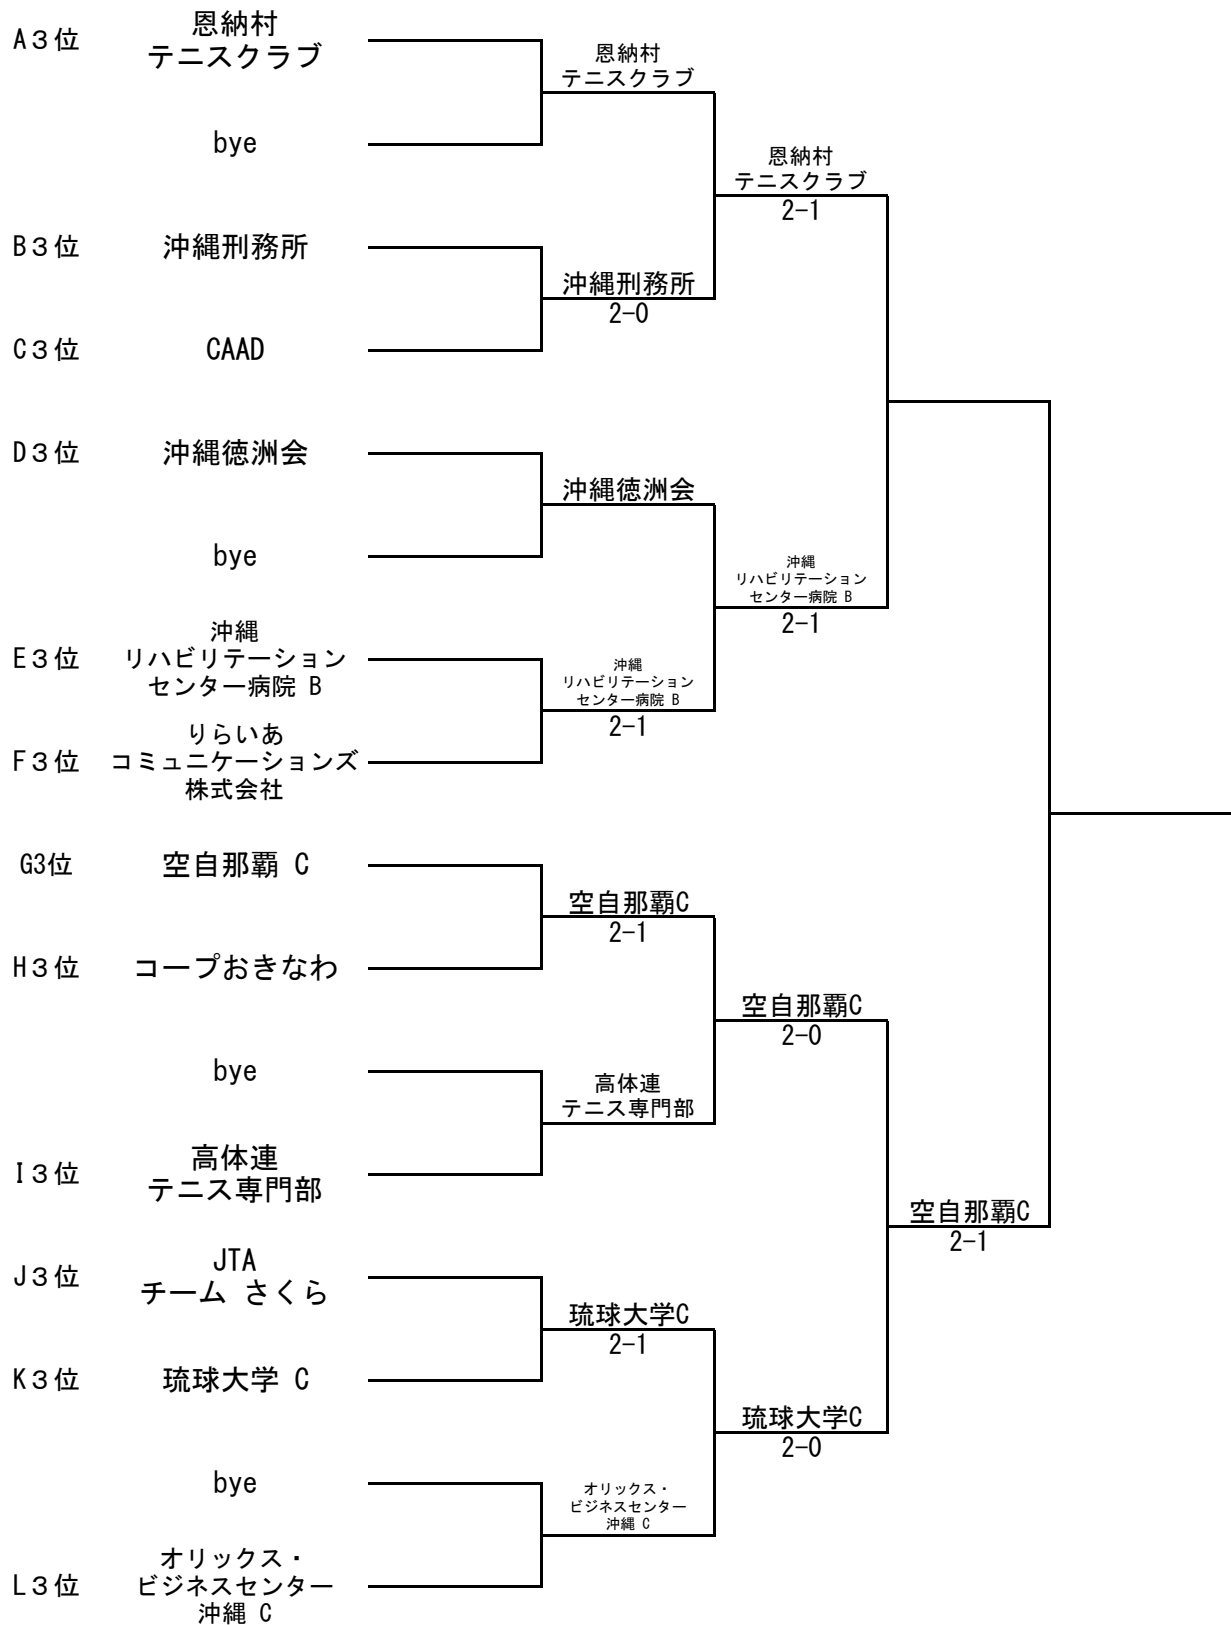 A３位
恩納村
テニスクラブ
恩納村
テニスクラブ
bye
恩納村
テニスクラブ
2-1
B３位
沖縄刑務所
沖縄刑務所
2-0
C３位
CAAD
D３位
沖縄徳洲会
沖縄徳洲会
bye
沖縄
リハビリテーション
センター病院 B
2-1
E３位
沖縄
リハビリテーション
センター病院 B
沖縄
リハビリテーション
センター病院 B
2-1
F３位
りらいあ
コミュニケーションズ
株式会社
G3位
空自那覇 C
空自那覇C
2-1
H３位
コープおきなわ
空自那覇C
2-0
bye
高体連
テニス専門部
I３位
高体連
テニス専門部
空自那覇C
2-1
J３位
JTA
チーム さくら
琉球大学C
2-1
K３位
琉球大学 C
琉球大学C
2-0
bye
オリックス・
ビジネスセンター
沖縄 C
L３位
オリックス・
ビジネスセンター
沖縄 C